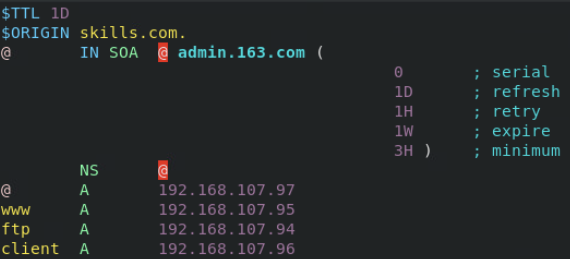 $TTL 1D
$ORIGIN skills.com.
@ IN SOA @ admin.163.com (
0 ; serial
1D ; refresh
1H ; retry
1W ; expire
3H ) ; minimum
NS @
@ A 192.168.107.97
www A 192.168.107.95
ftp A 192.168.107.94
client A 192.168.107.96